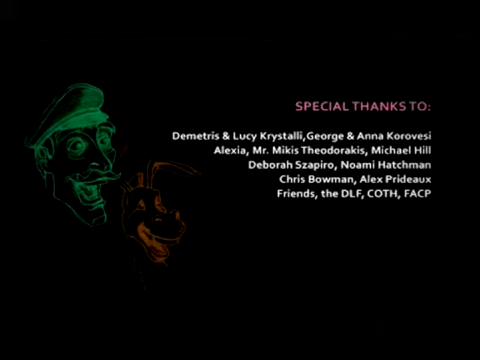 SPECIAL THANKS TO:
Demetris & Lucy Krystalli,George & Anna Korovesi
Alexia, Mr. Mikis Theodorakis, Michael Hill
Deborah Szapiro, Noami Hatchman
Chris Bowman, Alex Prideaux
Friends, the DLF, COTH, FACP